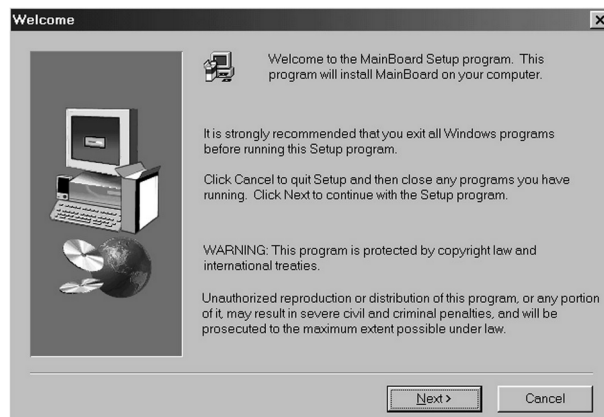 Welcome
Welcome to the MainBoard Setup program. This
program will install MainBoard on your computer.
It is strongly recommended that you exit all Windows programs
before running this Setup program.
Click Cancel to quit Setup and then close any programs you have
running. Click Next to continue with the Setup program.
WARNING: This program is protected by copyright law and
international treaties.
Unauthorized reproduction or distribution of this program, or any portion
of it, may result in severe civil and criminal penalties, and will be
prosecuted to the maximum extent possible under law.
Next >
Cancel